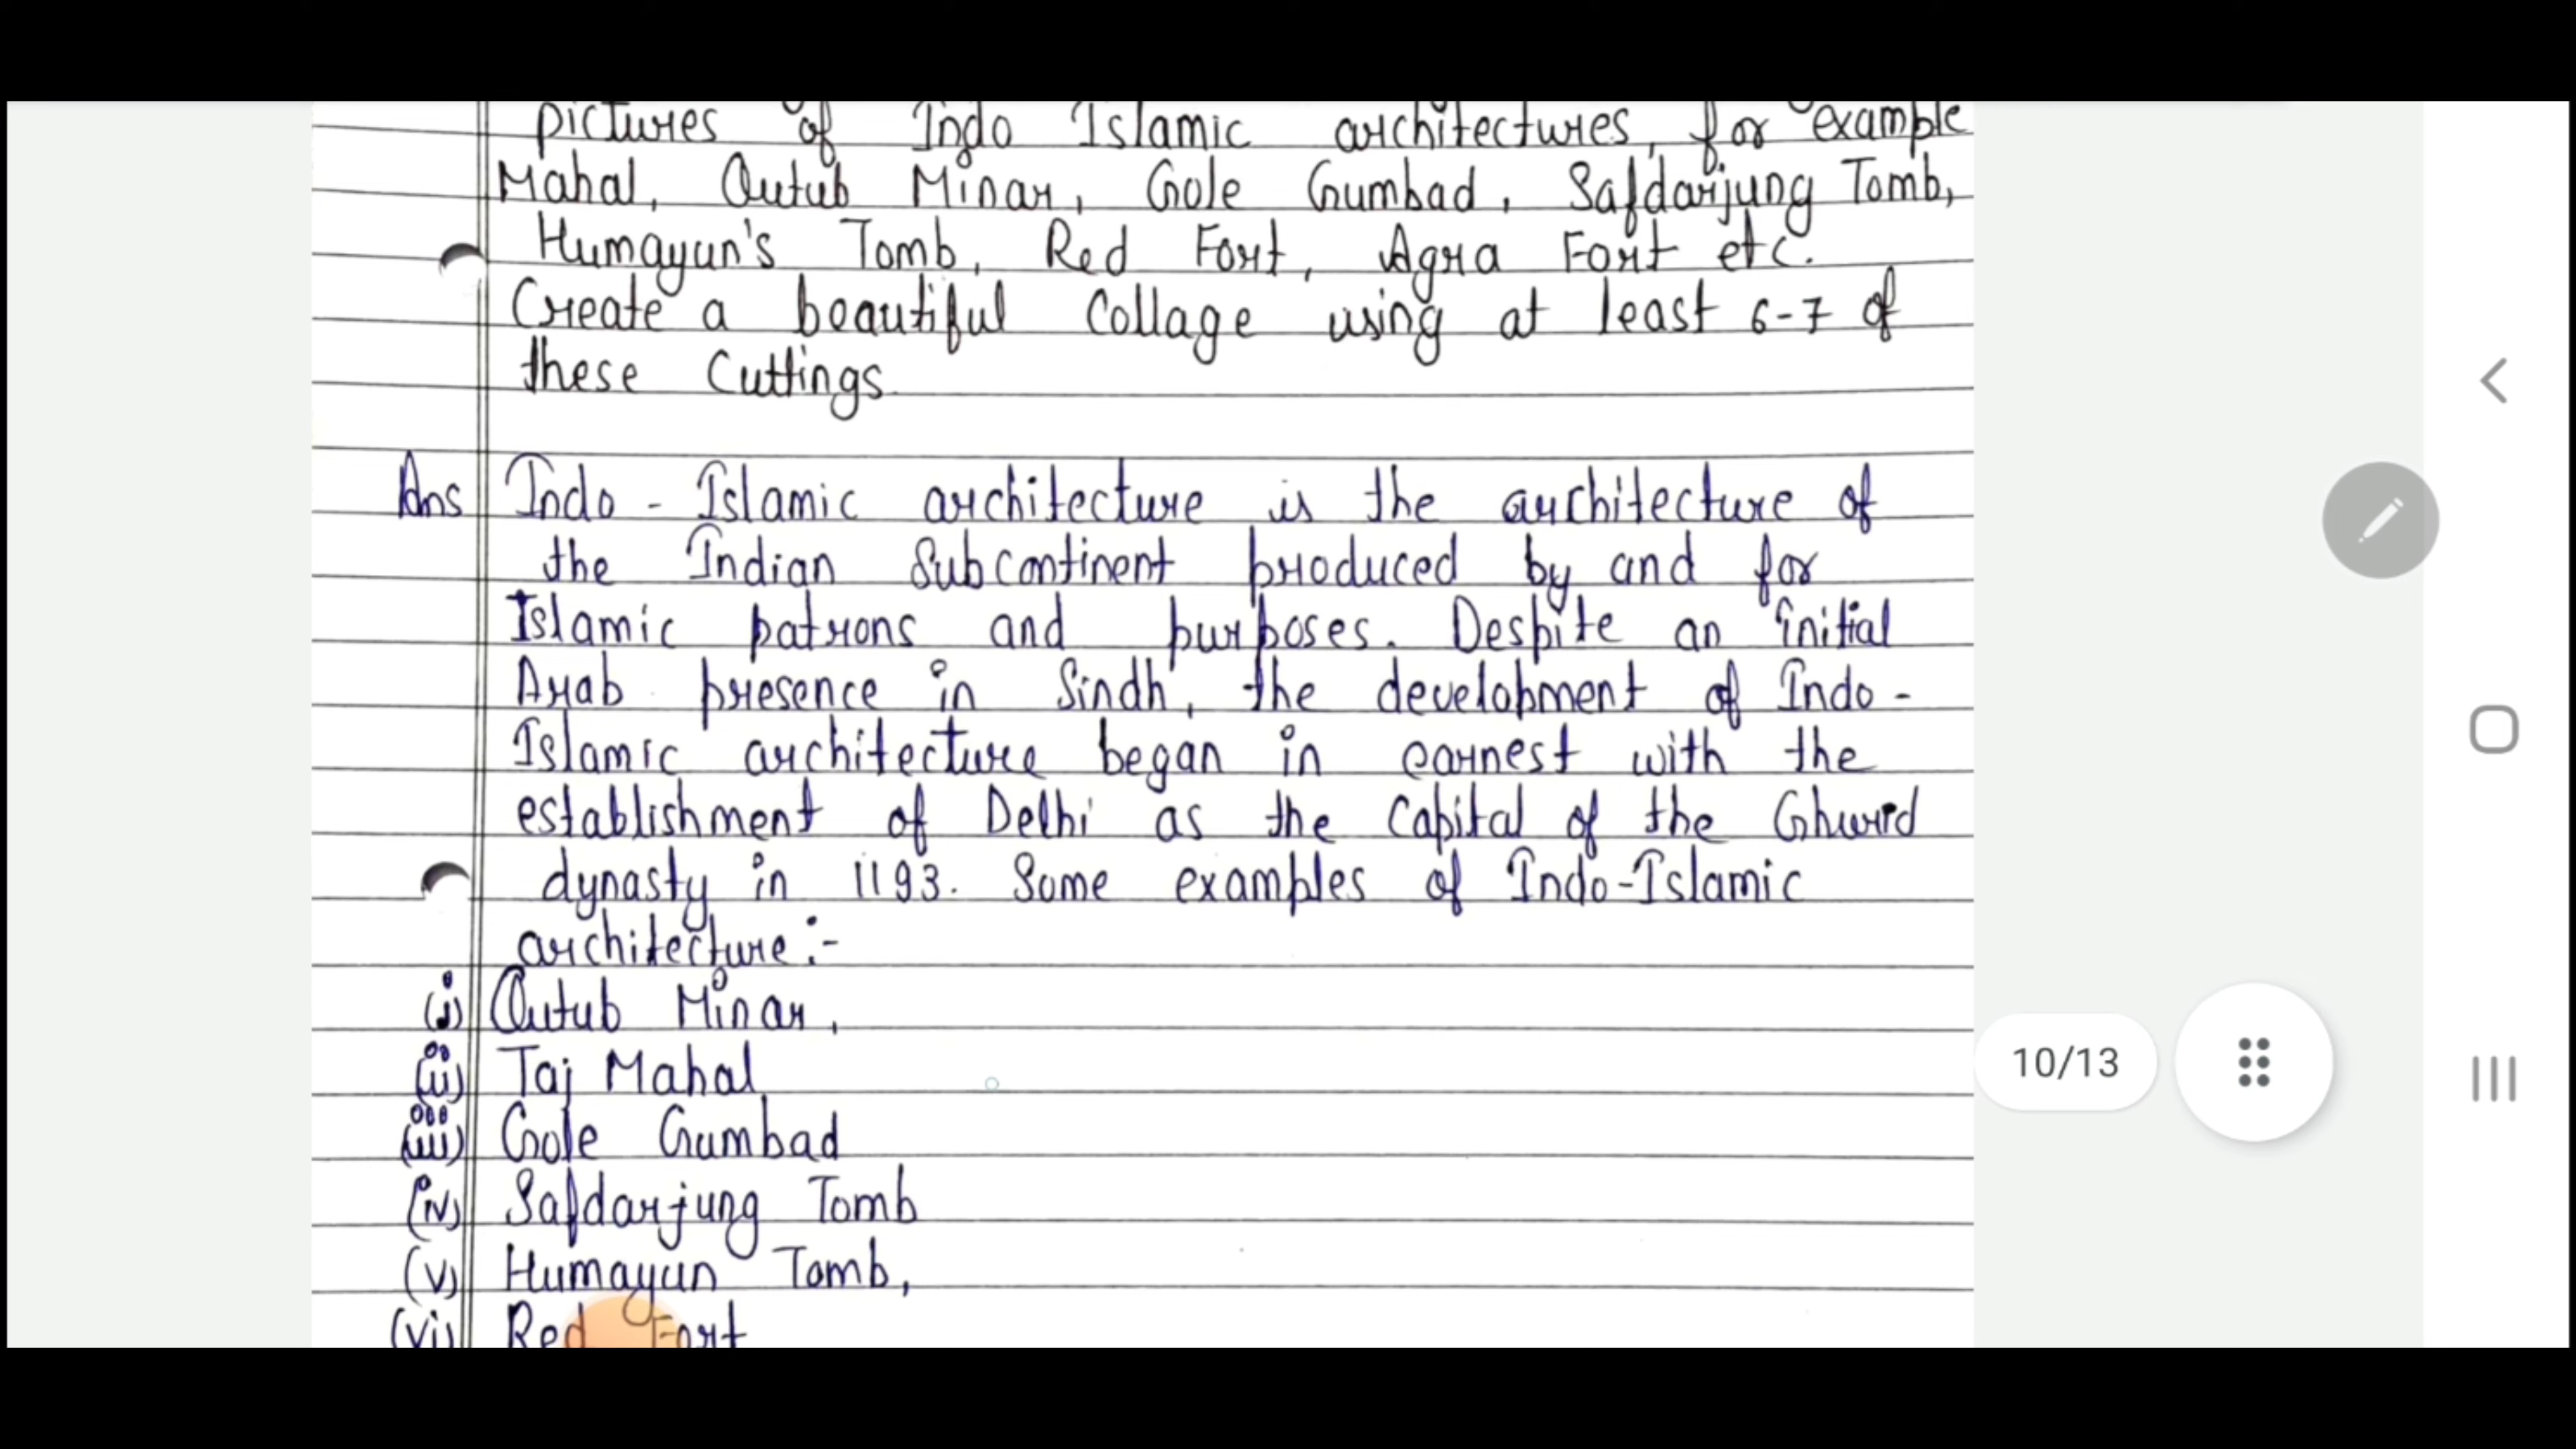 pictures of Indo Islamic architectures, for example
Mahal, Qutub Minar, Gole Gumbad, Safdarjung Tomb,
Humayun's Tomb, Red Fort, Agra Fort etc.
Create a beautiful Collage using at least 6-7 of
these Cuttings.
Ans Indo - Islamic architecture is the architecture of
the Indian Subcontinent produced by and for
Islamic patrons and purposes. Despite an initial
Arab presence in Sindh, the development of Indo-
Islamic architecture began in earnest with the
establishment of Delhi as the Capital of the Ghurid
dynasty in 1193. Some examples of Indo-Islamic
architecture:-
(i) Qutub Minar,
(ii) Taj Mahal
(iii) Gole Gumbad
(iv) Safdarjung Tomb
(v) Humayun Tomb,
(vi) Red Fort
10/13